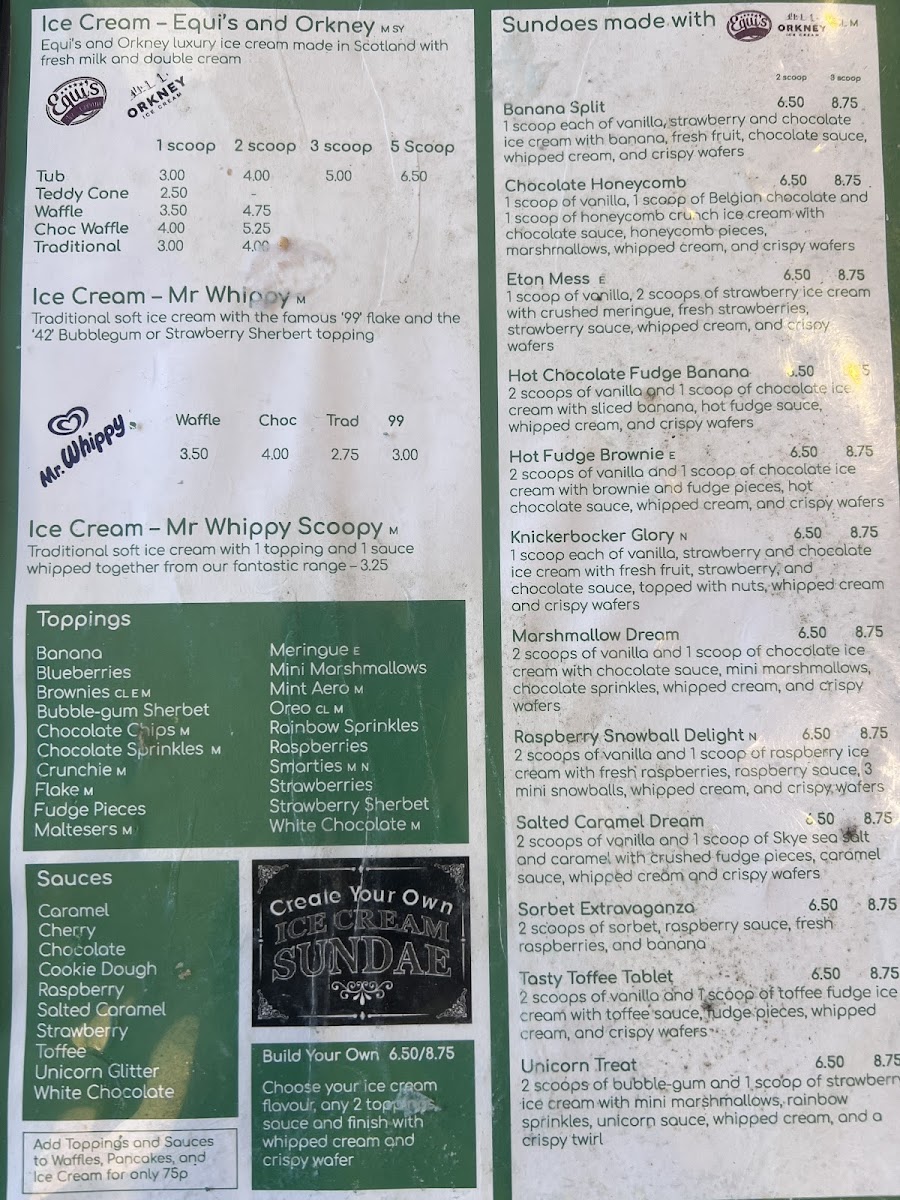 Ice Cream – Equi's and Orkney M SY
Equi's and Orkney luxury ice cream made in Scotland with
fresh milk and double cream
Equi's
ORKNEY
ICE CREAM
1 scoop 2 scoop 3 scoop 5 Scoop
Tub 3.00 4.00 5.00 6.50
Teddy Cone 2.50 -
Waffle 3.50 4.75
Choc Waffle 4.00 5.25
Traditional 3.00 4.00
Ice Cream – Mr Whippy M
Traditional soft ice cream with the famous '99' flake and the
'42' Bubblegum or Strawberry Sherbert topping
Mr. Whippy
Waffle Choc Trad 99
3.50 4.00 2.75 3.00
Ice Cream – Mr Whippy Scoopy M
Traditional soft ice cream with 1 topping and 1 sauce
whipped together from our fantastic range – 3.25
Toppings
Banana
Blueberries
Brownies CL E M
Bubble-gum Sherbet
Chocolate Chips M
Chocolate Sprinkles M
Crunchie M
Flake M
Fudge Pieces
Maltesers M
Meringue E
Mini Marshmallows
Mint Aero M
Oreo CL M
Rainbow Sprinkles
Raspberries
Smarties M N
Strawberries
Strawberry Sherbet
White Chocolate M
Sauces
Caramel
Cherry
Chocolate
Cookie Dough
Raspberry
Salted Caramel
Strawberry
Toffee
Unicorn Glitter
White Chocolate
Add Toppings and Sauces
to Waffles, Pancakes, and
Ice Cream for only 75p
Create Your Own
ICE CREAM
SUNDAE
Build Your Own 6.50/8.75
Choose your ice cream
flavour, any 2
sauce and finish with
whipped cream and
crispy wafer
Sundaes made with Equi's ORKNEY L M
ICE CREAM
2 scoop 3 scoop
Banana Split 6.50 8.75
1 scoop each of vanilla, strawberry and chocolate
ice cream with banana, fresh fruit, chocolate sauce,
whipped cream, and crispy wafers
Chocolate Honeycomb 6.50 8.75
1 scoop of vanilla, 1 scoop of Belgian chocolate and
1 scoop of honeycomb crunch ice cream with
chocolate sauce, honeycomb pieces,
marshmallows, whipped cream, and crispy wafers
Eton Mess E 6.50 8.75
1 scoop of vanilla, 2 scoops of strawberry ice cream
with crushed meringue, fresh strawberries,
strawberry sauce, whipped cream, and crispy
wafers
Hot Chocolate Fudge Banana .50 5
2 scoops of vanilla and 1 scoop of chocolate ice
cream with sliced banana, hot fudge sauce,
whipped cream, and crispy wafers
Hot Fudge Brownie E 6.50 8.75
2 scoops of vanilla and 1 scoop of chocolate ice
cream with brownie and fudge pieces, hot
chocolate sauce, whipped cream, and crispy wafers
Knickerbocker Glory N 6.50 8.75
1 scoop each of vanilla, strawberry and chocolate
ice cream with fresh fruit, strawberry, and
chocolate sauce, topped with nuts, whipped cream
and crispy wafers
Marshmallow Dream 6.50 8.75
2 scoops of vanilla and 1 scoop of chocolate ice
cream with chocolate sauce, mini marshmallows,
chocolate sprinkles, whipped cream, and crispy
wafers
Raspberry Snowball Delight N 6.50 8.75
2 scoops of vanilla and 1 scoop of raspberry ice
cream with fresh raspberries, raspberry sauce, 3
mini snowballs, whipped cream, and crispy wafers
Salted Caramel Dream 6.50 8.75
2 scoops of vanilla and 1 scoop of Skye sea salt
and caramel with crushed fudge pieces, caramel
sauce, whipped cream and crispy wafers
Sorbet Extravaganza 6.50 8.75
2 scoops of sorbet, raspberry sauce, fresh
raspberries, and banana
Tasty Toffee Tablet 6.50 8.75
2 scoops of vanilla and 1 scoop of toffee fudge ice
cream with toffee sauce, fudge pieces, whipped
cream, and crispy wafers
Unicorn Treat 6.50 8.75
2 scoops of bubble-gum and 1 scoop of strawberr
ice cream with mini marshmallows, rainbow
sprinkles, unicorn sauce, whipped cream, and a
crispy twirl